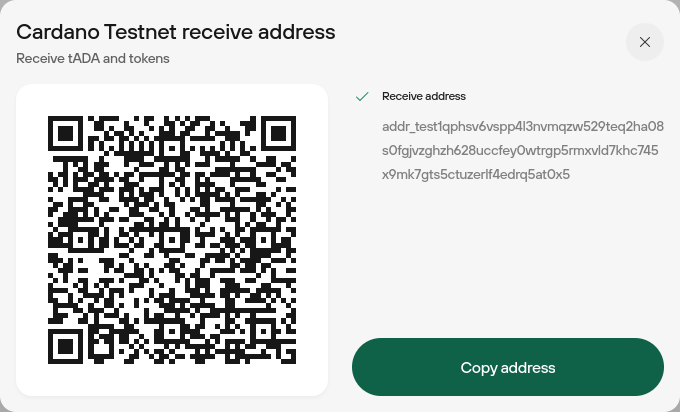 Cardano Testnet receive address
Receive tADA and tokens
Receive address
addr_test1qphsv6vspp4l3nvmqzw529teq2ha08
s0fgjvzghzh628uccfey0wtrgp5rmxvld7khc745
x9mk7gts5ctuzerlf4edrq5at0x5
Copy address